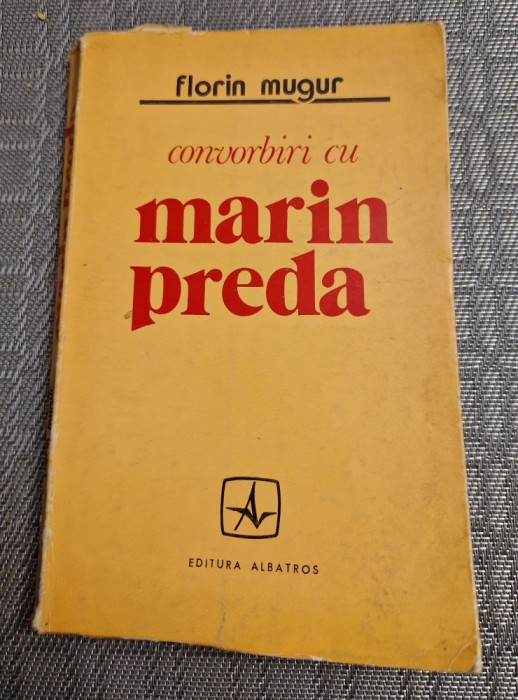 florin mugur
convorbiri cu
marin
preda
EDITURA ALBATROS